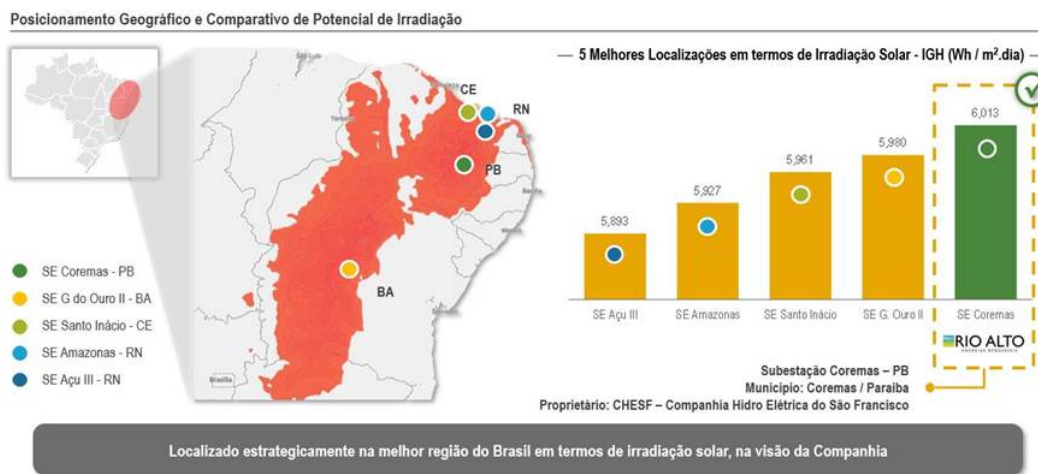 Posicionamento Geográfico e Comparativo de Potencial de Irradiação
CE
RN
PB
BA
Brasília
SE Coremas - PB
SE G do Ouro II - BA
SE Santo Inácio - CE
SE Amazonas - RN
SE Açu III - RN
5 Melhores Localizações em termos de Irradiação Solar - IGH (Wh / m².dia)
5,893
5,927
5,961
5,980
6,013
SE Açu III
SE Amazonas
SE Santo Inácio
SE G. Ouro II
SE Coremas
RIO ALTO
ENERGIAS RENOVÁVEIS
Subestação Coremas – PB
Municipio: Coremas / Paraiba
Proprietário: CHESF – Companhia Hidro Elétrica do São Francisco
Localizado estrategicamente na melhor região do Brasil em termos de irradiação solar, na visão da Companhia